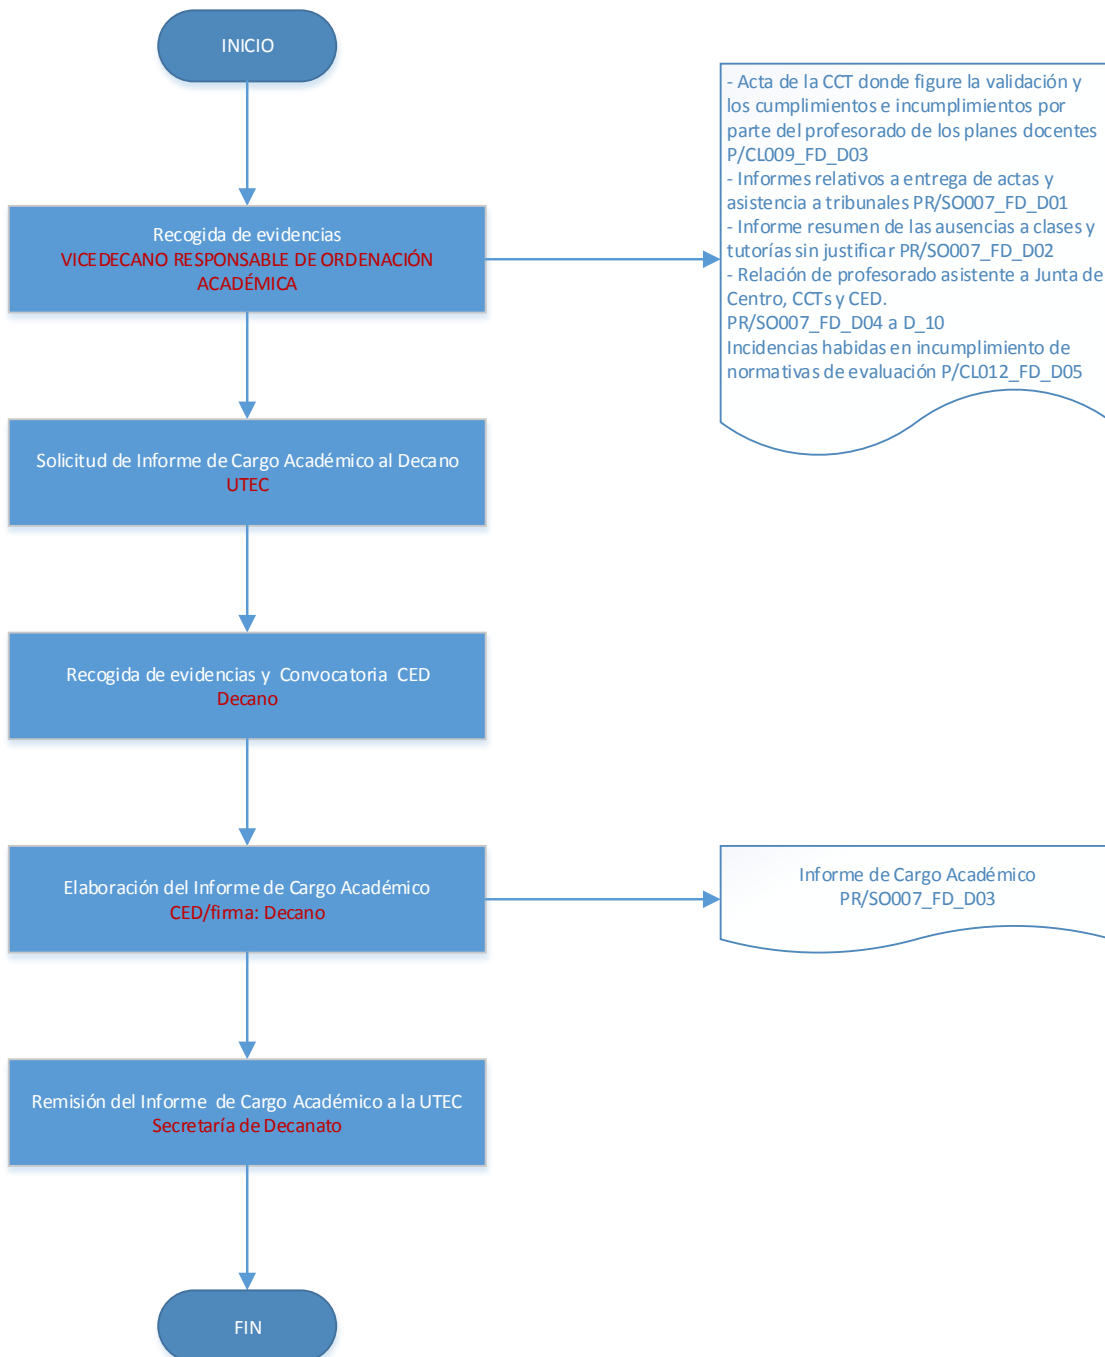 INICIO
- Acta de la CCT donde figure la validación y
los cumplimientos e incumplimientos por
parte del profesorado de los planes docentes
P/CL009_FD_D03
- Informes relativos a entrega de actas y
asistencia a tribunales PR/SO007_FD_D01
- Informe resumen de las ausencias a clases y
tutorías sin justificar PR/SO007_FD_D02
- Relación de profesorado asistente a Junta de
Centro, CCTs y CED.
PR/SO007_FD_D04 a D_10
Incidencias habidas en incumplimiento de
normativas de evaluación P/CL012_FD_D05
Recogida de evidencias
VICEDECANO RESPONSABLE DE ORDENACIÓN
ACADÉMICA
Solicitud de Informe de Cargo Académico al Decano
UTEC
Recogida de evidencias y Convocatoria CED
Decano
Elaboración del Informe de Cargo Académico
CED/firma: Decano
Informe de Cargo Académico
PR/SO007_FD_D03
Remisión del Informe de Cargo Académico a la UTEC
Secretaría de Decanato
FIN